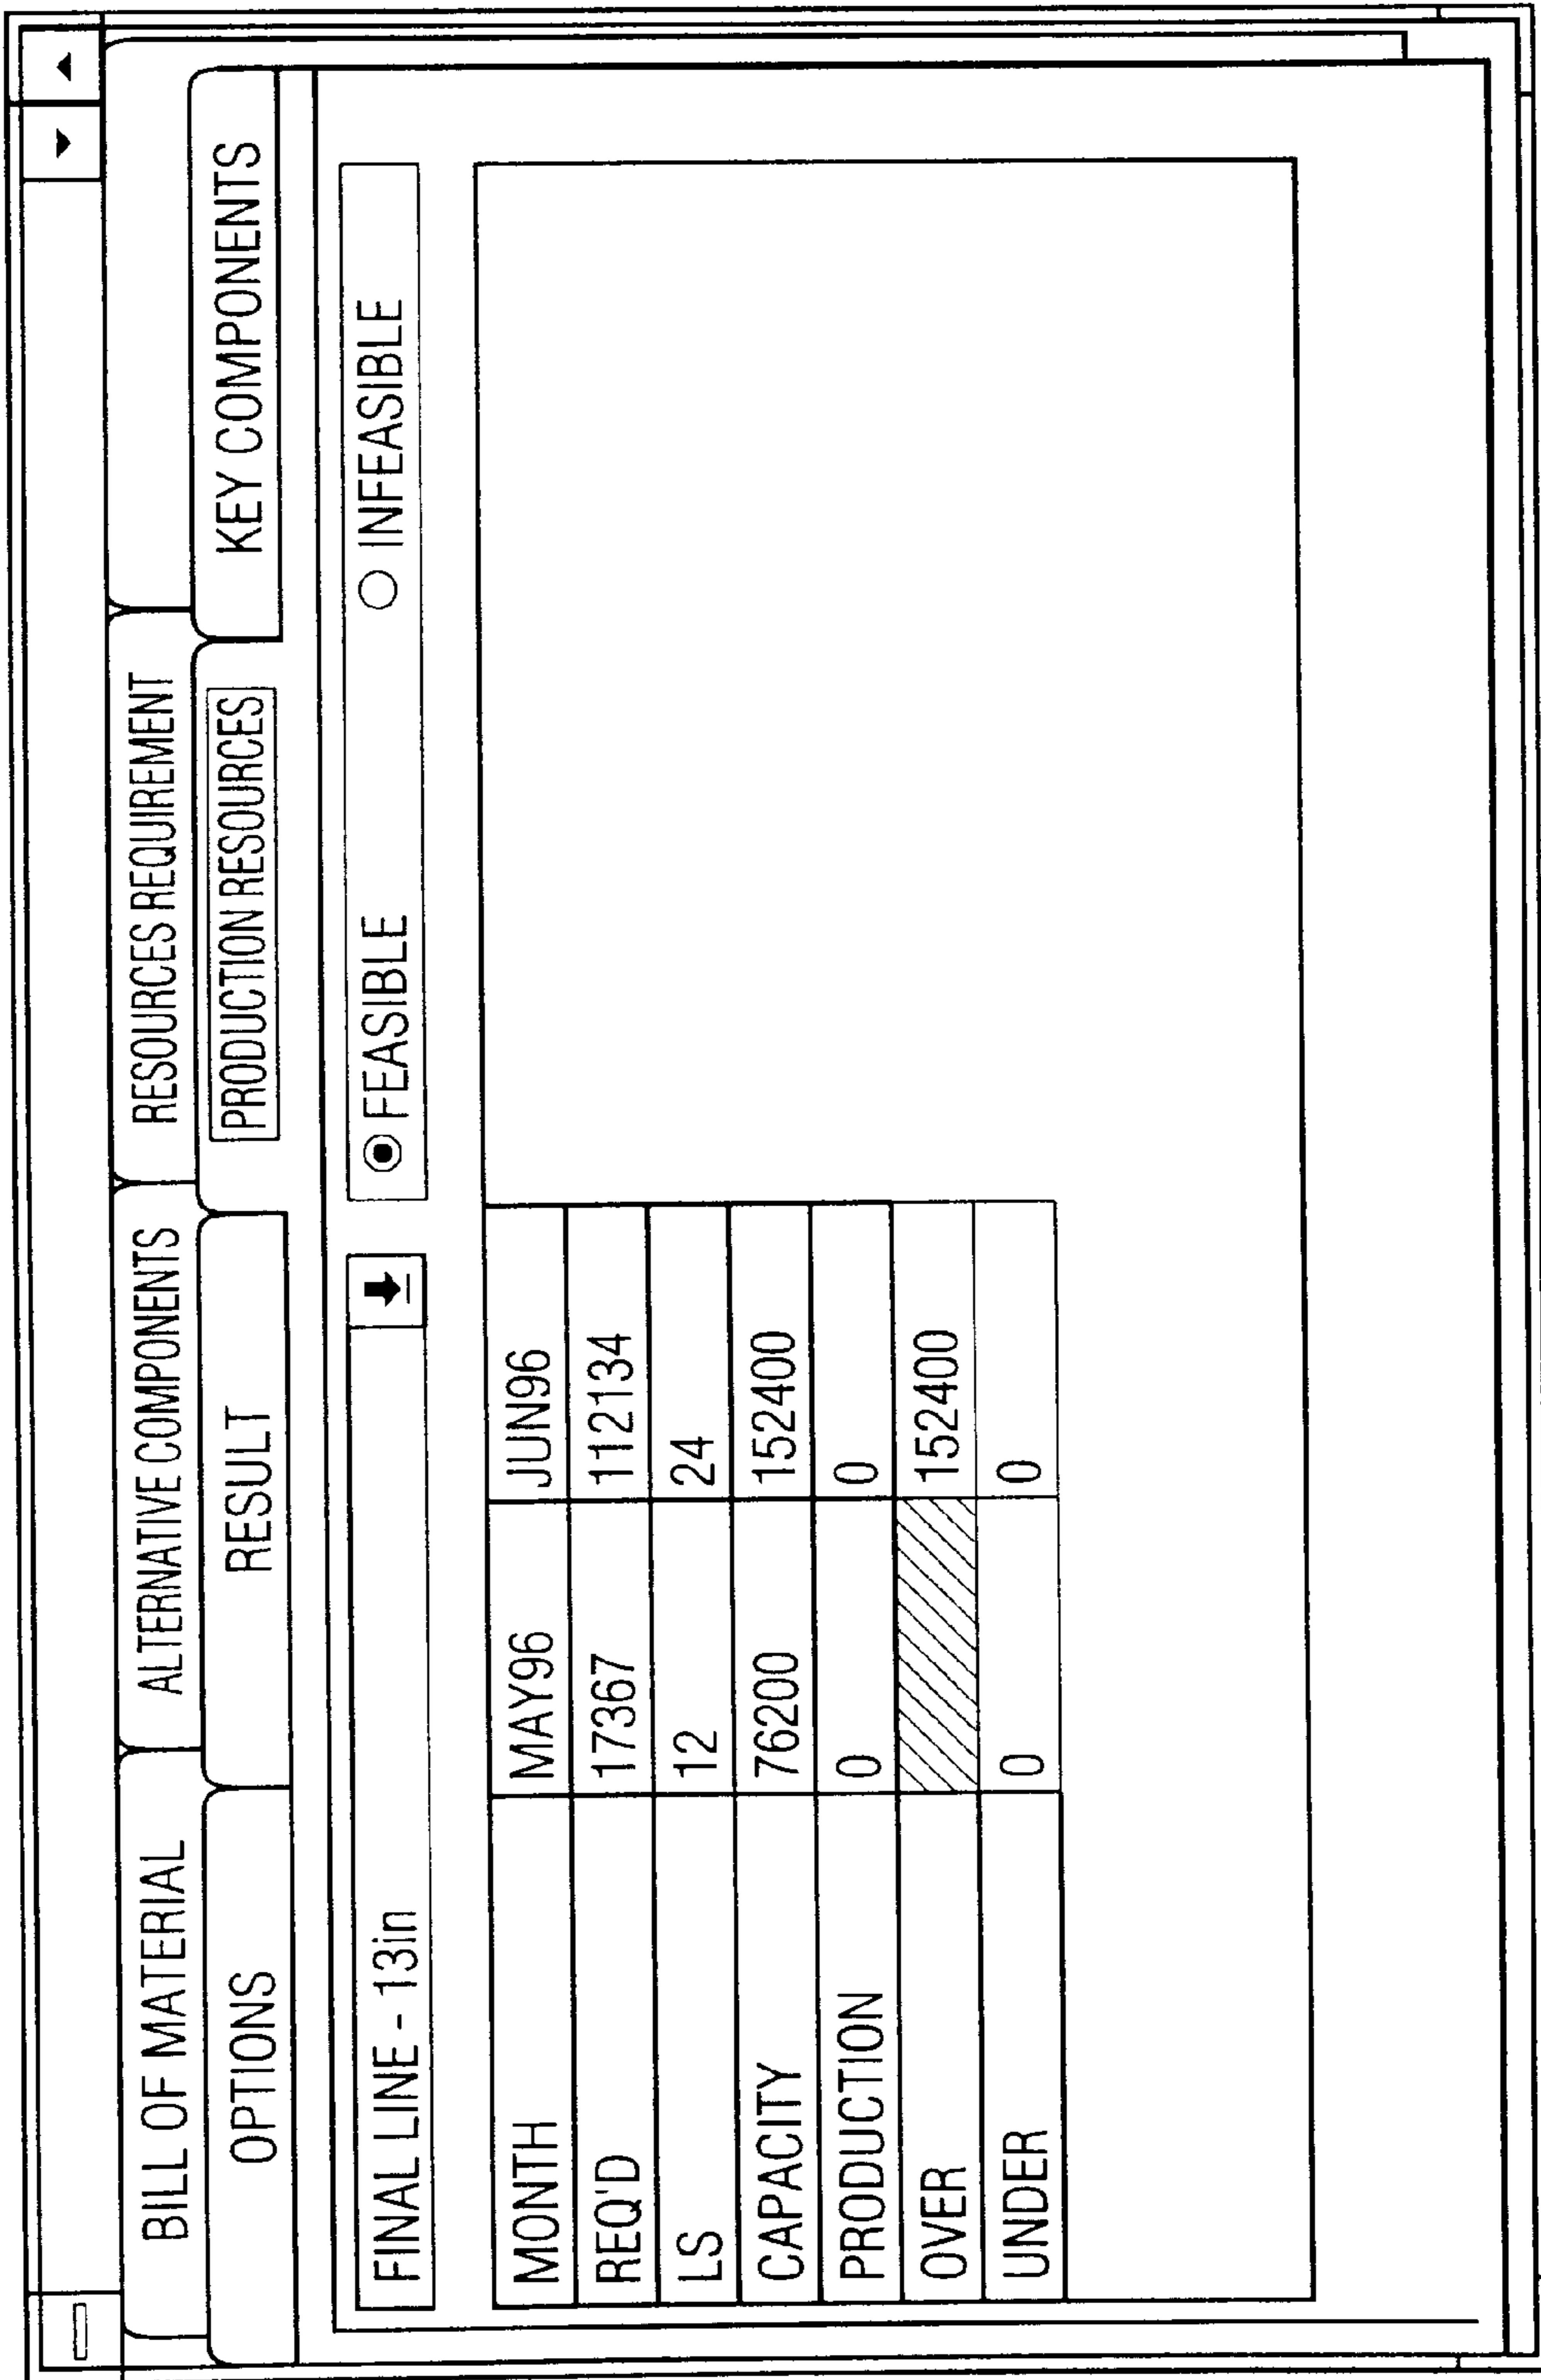 BILL OF MATERIAL ALTERNATIVE COMPONENTS RESOURCES REQUIREMENT
OPTIONS RESULT PRODUCTION RESOURCES KEY COMPONENTS
FINAL LINE - 13in FEASIBLE INFEASIBLE
MONTH MAY96 JUN96
REQ'D 17367 112134
LS 12 24
CAPACITY 76200 152400
PRODUCTION 0 0
OVER 152400
UNDER 0 0